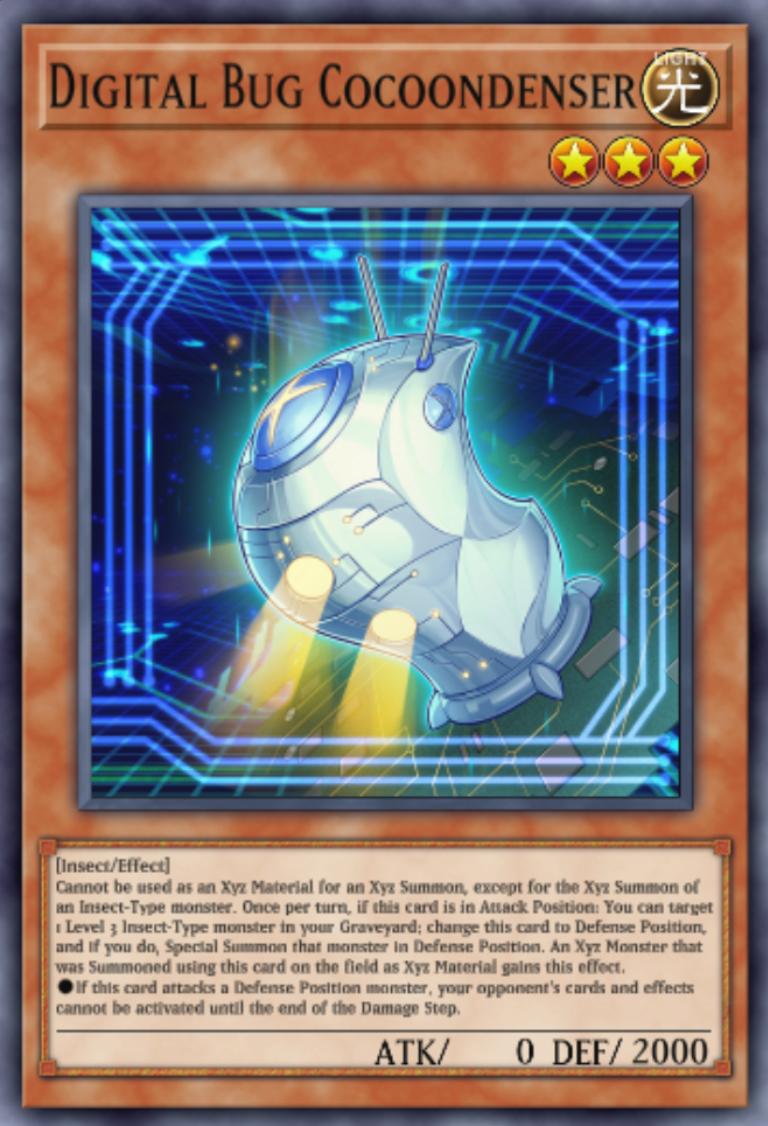 DIGITAL BUG COCOONDENSER
LIGHT
光
[Insect/Effect]
Cannot be used as an Xyz Material for an Xyz Summon, except for the Xyz Summon of
an Insect-Type monster. Once per turn, if this card is in Attack Position: You can target
1 Level 3 Insect-Type monster in your Graveyard; change this card to Defense Position,
and if you do, Special Summon that monster in Defense Position. An Xyz Monster that
was Summoned using this card on the field as Xyz Material gains this effect.
●If this card attacks a Defense Position monster, your opponent's cards and effects
cannot be activated until the end of the Damage Step.
ATK/ 0 DEF/ 2000